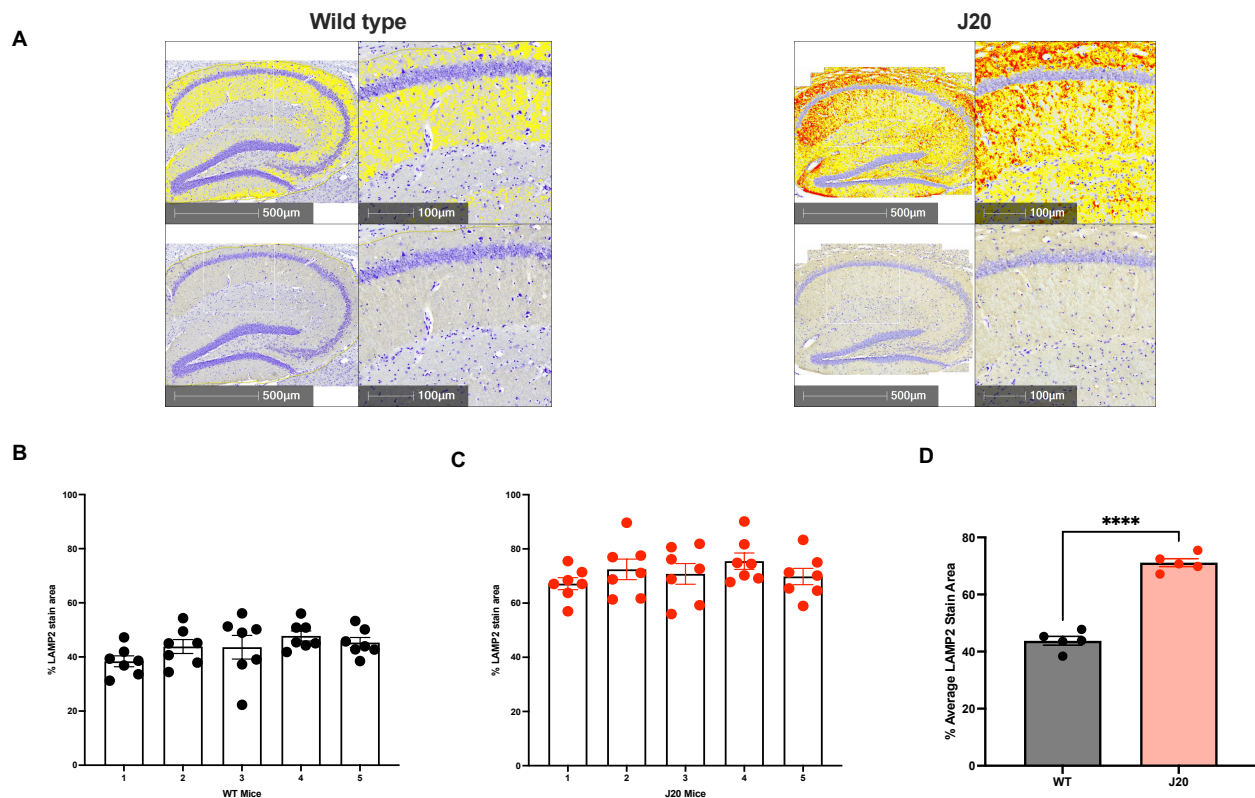 Wild type
J20
A
500μm
100μm
500μm
100μm
500μm
100μm
500μm
100μm
B
C
D
% LAMP2 stain area
100
80
60
40
20
0
1 2 3 4 5
WT Mice
% LAMP2 stain area
100
80
60
40
20
0
1 2 3 4 5
J20 Mice
% Average LAMP2 Stain Area
****
80
60
40
20
0
WT J20